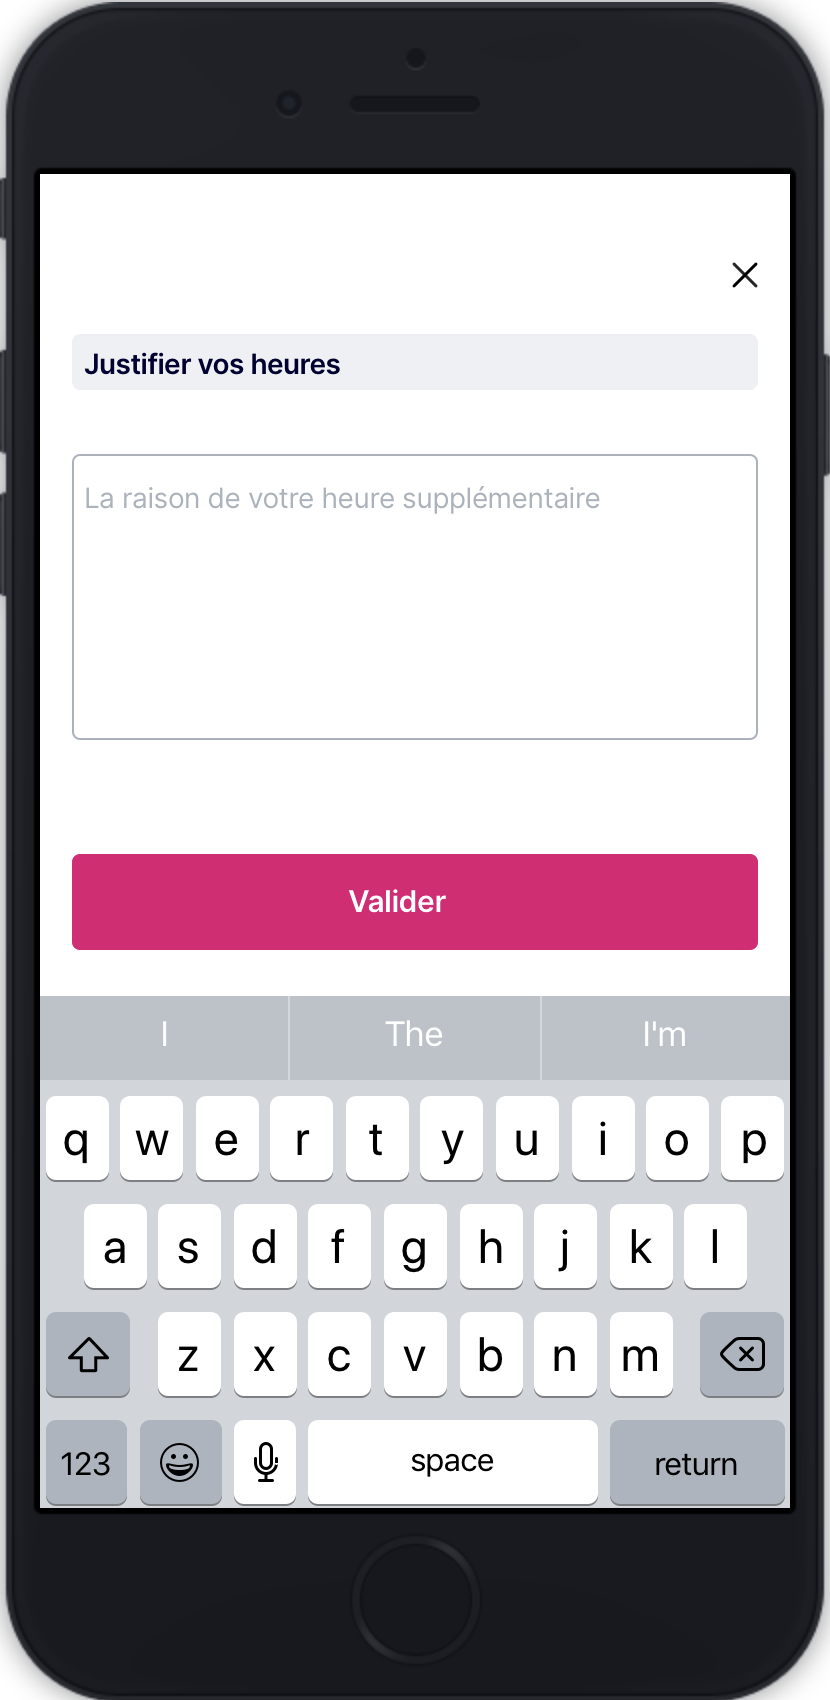 Justifier vos heures
La raison de votre heure supplémentaire
Valider
I The I'm
q w e r t y u i o p
a s d f g h j k l
z x c v b n m
123 space return